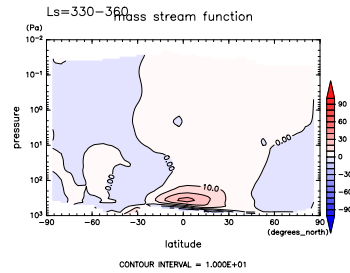 Ls=330-360
mass stream function
(Pa)
10⁻²
10⁻¹
10⁰
10¹
10²
10³
pressure
0.00
0.00
0.00
10.0
90
60
30
0
−30
−60
−90
−90 −60 −30 0 30 60 90
(degrees_north)
latitude
CONTOUR INTERVAL = 1.000E+01